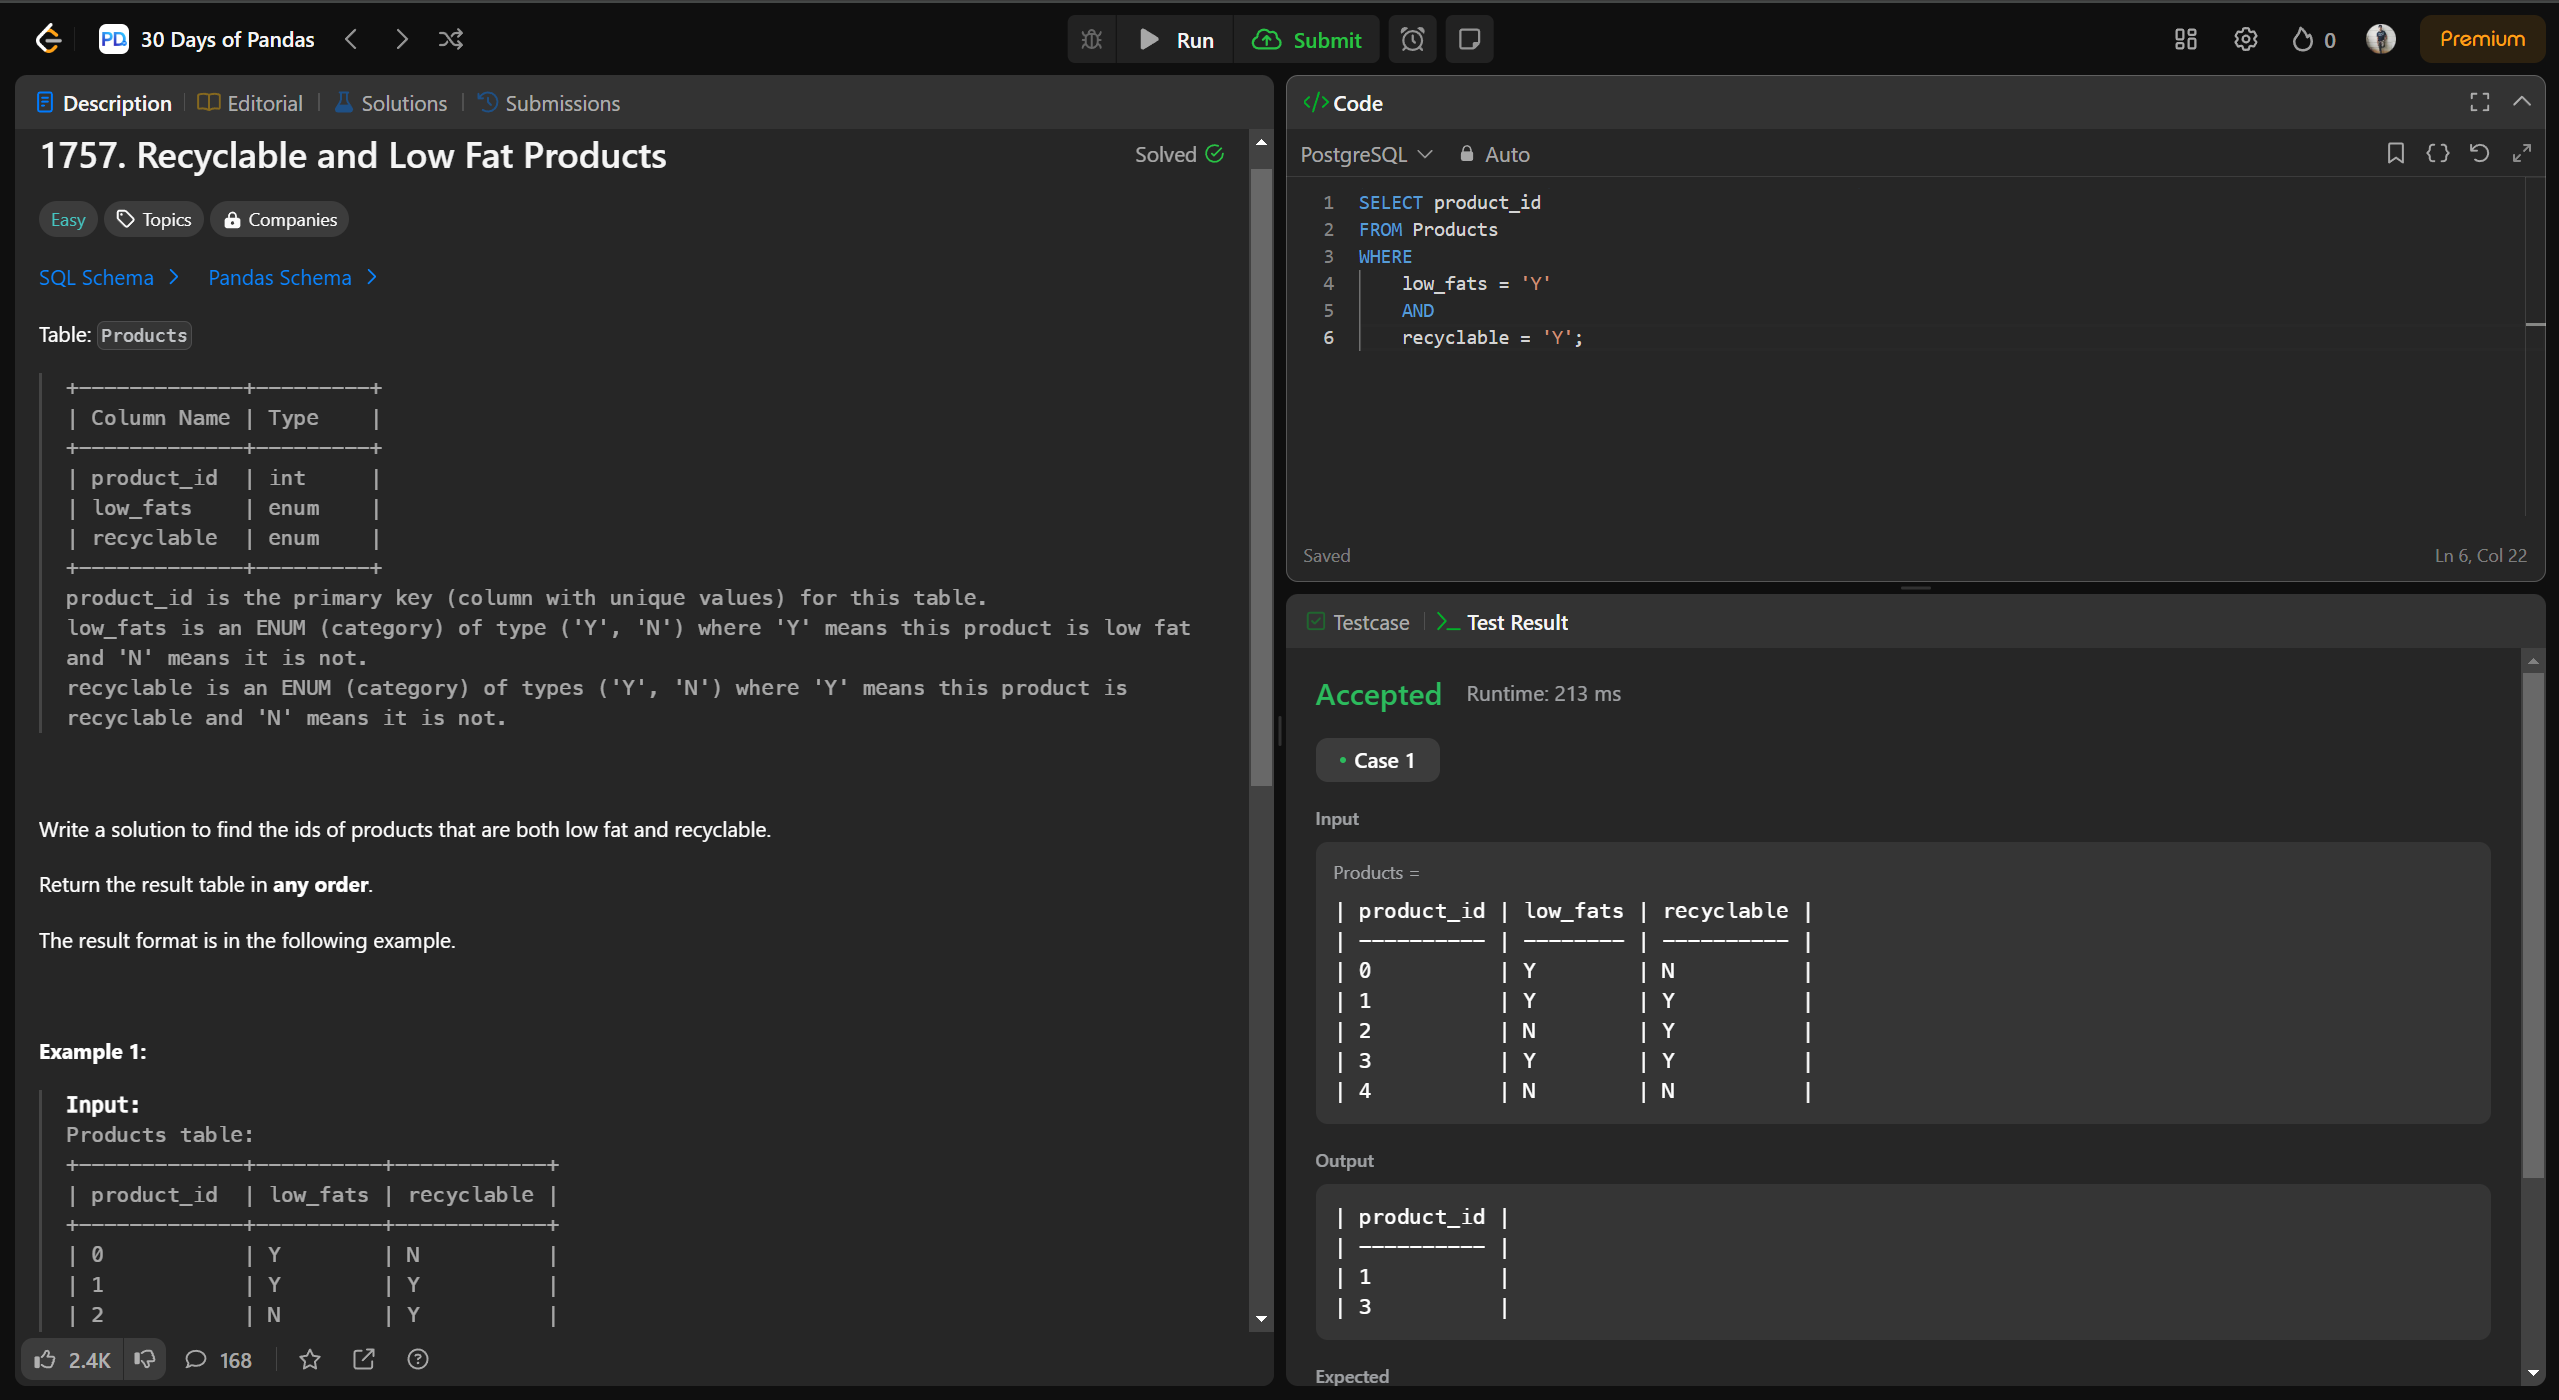 PD 30 Days of Pandas
Run Submit
0 Premium
Description Editorial Solutions Submissions
1757. Recyclable and Low Fat Products Solved
Easy Topics Companies
SQL Schema > Pandas Schema >
Table: Products
+-------------+---------+
| Column Name | Type    |
+-------------+---------+
| product_id  | int     |
| low_fats    | enum    |
| recyclable  | enum    |
+-------------+---------+
product_id is the primary key (column with unique values) for this table.
low_fats is an ENUM (category) of type ('Y', 'N') where 'Y' means this product is low fat
and 'N' means it is not.
recyclable is an ENUM (category) of types ('Y', 'N') where 'Y' means this product is
recyclable and 'N' means it is not.
Write a solution to find the ids of products that are both low fat and recyclable.
Return the result table in any order.
The result format is in the following example.
Example 1:
Input:
Products table:
+-------------+----------+------------+
| product_id  | low_fats | recyclable |
+-------------+----------+------------+
| 0           | Y        | N          |
| 1           | Y        | Y          |
| 2           | N        | Y          |
2.4K 168
</> Code
PostgreSQL Auto
1 SELECT product_id
2 FROM Products
3 WHERE
4     low_fats = 'Y'
5     AND
6     recyclable = 'Y';
Saved Ln 6, Col 22
Testcase >_ Test Result
Accepted Runtime: 213 ms
• Case 1
Input
Products =
| product_id | low_fats | recyclable |
| ---------- | -------- | ---------- |
| 0          | Y        | N          |
| 1          | Y        | Y          |
| 2          | N        | Y          |
| 3          | Y        | Y          |
| 4          | N        | N          |
Output
| product_id |
| ---------- |
| 1          |
| 3          |
Expected